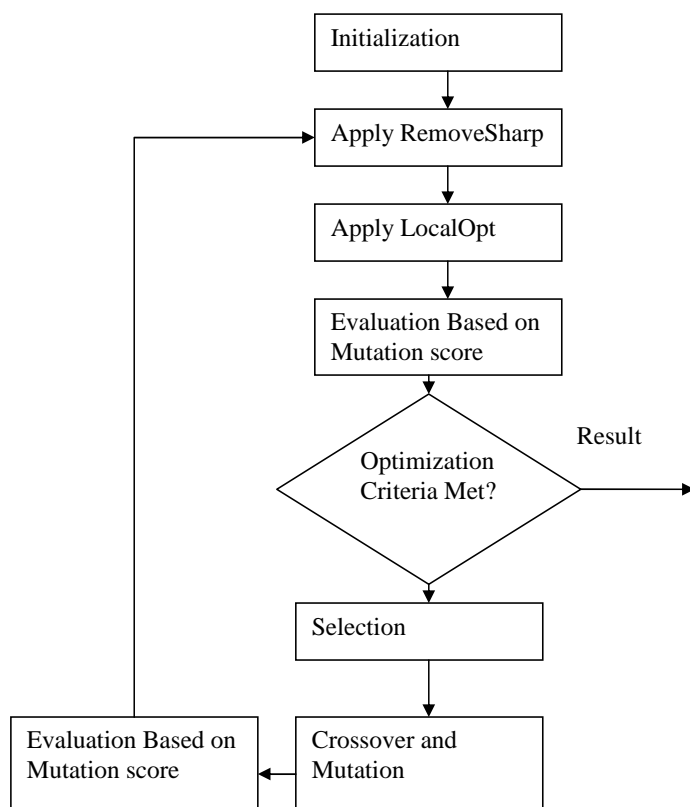 Initialization
Apply RemoveSharp
Apply LocalOpt
Evaluation Based on
Mutation score
Result
Optimization
Criteria Met?
Selection
Evaluation Based on
Mutation score
Crossover and
Mutation